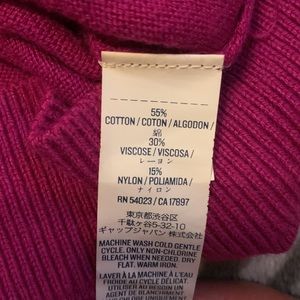 55%
COTTON / COTON / ALGODON /
綿
30%
VISCOSE / VISCOSA /
レーヨン
15%
NYLON / POLIAMIDA /
ナイロン
RN 54023 / CA 17897
東京都渋谷区
千駄ヶ谷5-32-10
ギャップジャパン 株式会社
MACHINE WASH COLD GENTLE
CYCLE. ONLY NON-CHLORINE
BLEACH WHEN NEEDED. DRY
FLAT. WARM IRON.
LAVER À LA MACHINE À L'EAU
FROIDE AU CYCLE DÉLICAT.
UTILISER AU BESOIN UN
AGENT DE BLANCHIMENT